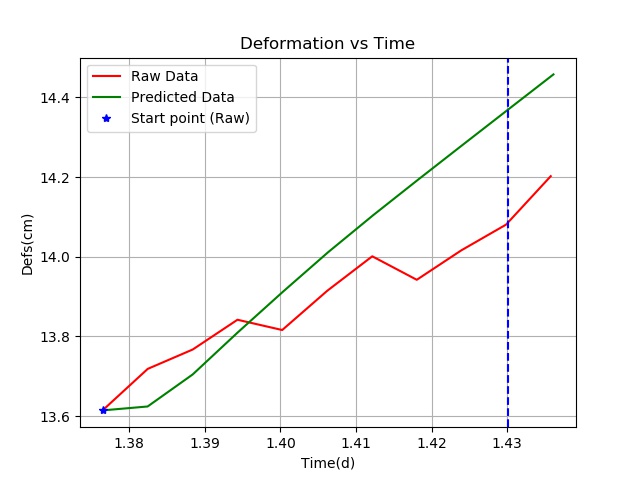 Deformation vs Time
Raw Data
Predicted Data
Start point (Raw)
Defs(cm)
14.4
14.2
14.0
13.8
13.6
1.38 1.39 1.40 1.41 1.42 1.43
Time(d)